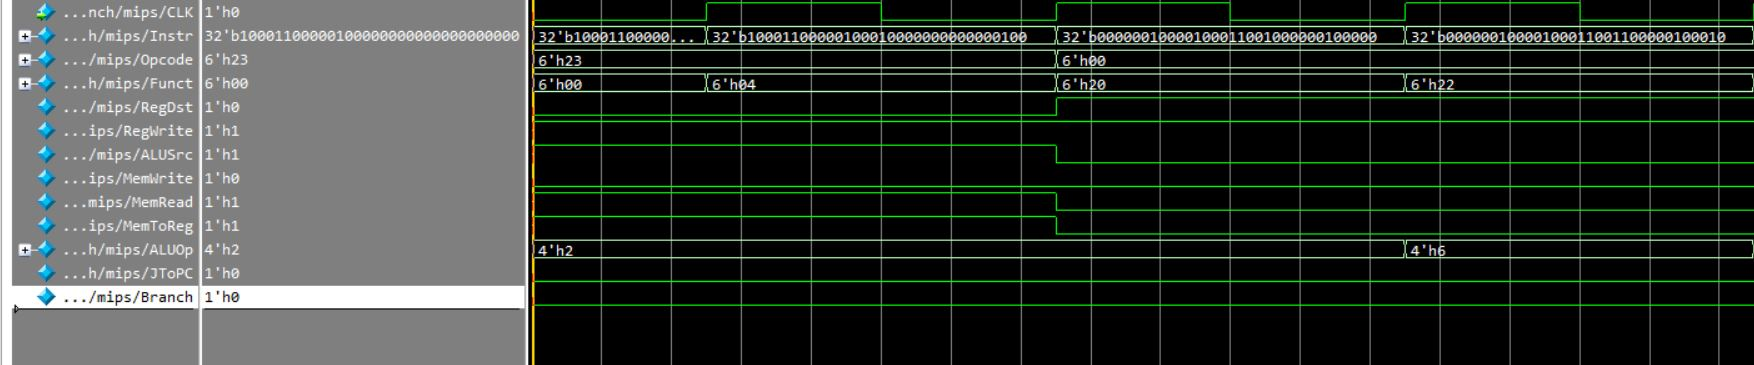 ...nch/mips/CLK 1'h0
...h/mips/Instr 32'b10001100000100000000000000000000 32'b10001100000... 32'b10001100000100010000000000000100 32'b00000010000100011001000000100000 32'b00000010000100011001100000100010
.../mips/Opcode 6'h23 6'h23 6'h00
...h/mips/Funct 6'h00 6'h00 6'h04 6'h20 6'h22
.../mips/RegDst 1'h0
...ips/RegWrite 1'h1
.../mips/ALUSrc 1'h1
...ips/MemWrite 1'h0
...mips/MemRead 1'h1
...ips/MemToReg 1'h1
...h/mips/ALUOp 4'h2 4'h2 4'h6
...h/mips/JToPC 1'h0
.../mips/Branch 1'h0